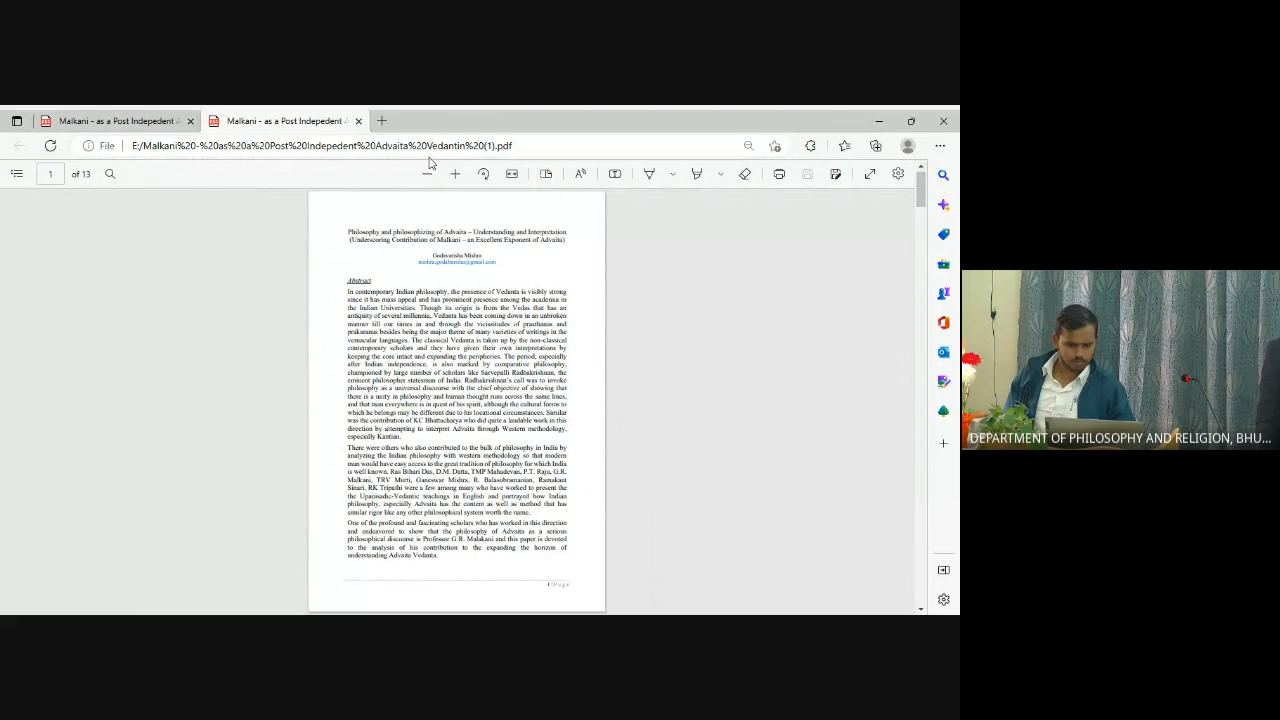 Malkani - as a Post Indepedent A
Malkani - as a Post Indepedent A
File E:/Malkani%20-%20as%20a%20Post%20Indepedent%20Advaita%20Vedantin%20(1).pdf
1 of 13
Philosophy and philosophizing of Advaita – Understanding and Interpretation
(Underscoring Contribution of Malkani – an Excellent Exponent of Advaita)
Godavarisha Mishra
mishra.godabarisha@gmail.com
Abstract
In contemporary Indian philosophy, the presence of Vedanta is visibly strong
since it has mass appeal and has prominent presence among the academia in
the Indian Universities. Though its origin is from the Vedas that has an
antiquity of several millennia, Vedanta has been coming down in an unbroken
manner till our times in and through the vicissitudes of prasthanas and
prakaranas besides being the major theme of many varieties of writings in the
vernacular languages. The classical Vedanta is taken up by the non-classical
contemporary scholars and they have given their own interpretations by
keeping the core intact and expanding the peripheries. The period, especially
after Indian independence, is also marked by comparative philosophy,
championed by large number of scholars like Sarvepalli Radhakrishnan, the
eminent philosopher statesman of India. Radhakrishnan's call was to invoke
philosophy as a universal discourse with the chief objective of showing that
there is a unity in philosophy and human thought runs across the same lines,
and that man everywhere is in quest of his spirit, although the cultural forms to
which he belongs may be different due to his locational circumstances. Similar
was the contribution of KC Bhattacharya who did quite a laudable work in this
direction by attempting to interpret Advaita through Western methodology,
especially Kantian.
There were others who also contributed to the bulk of philosophy in India by
analyzing the Indian philosophy with western methodology so that modern
man would have easy access to the great tradition of philosophy for which India
is well known. Ras Bihari Das, D.M. Datta, TMP Mahadevan, P.T. Raju, G.R.
Malkani, TRV Murti, Ganeswar Mishra, R. Balasubramanian, Ramakant
Sinari, RK Tripathi were a few among many who have worked to present the
the Upanisadic-Vedantic teachings in English and portrayed how Indian
philosophy, especially Advaita has the content as well as method that has
similar rigor like any other philosophical system worth the name.
One of the profound and fascinating scholars who has worked in this direction
and endeavored to show that the philosophy of Advaita as a serious
philosophical discourse is Professor G.R. Malakani and this paper is devoted
to the analysis of his contribution to the expanding the horizon of
understanding Advaita Vedanta.
1 | Page
DEPARTMENT OF PHILOSOPHY AND RELIGION, BHU...